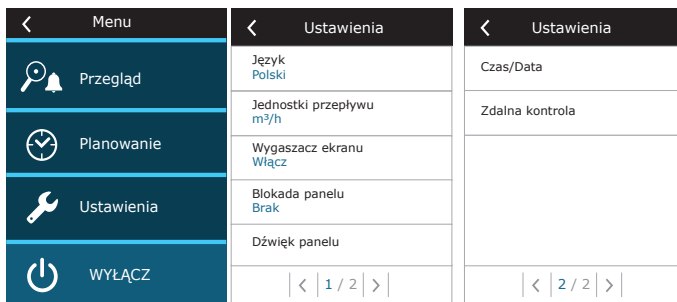 Menu
Przegląd
Planowanie
Ustawienia
WYŁĄCZ
Ustawienia
Język
Polski
Jednostki przepływu
m³/h
Wygaszacz ekranu
Włącz
Blokada panelu
Brak
Dźwięk panelu
1 / 2
Ustawienia
Czas/Data
Zdalna kontrola
2 / 2